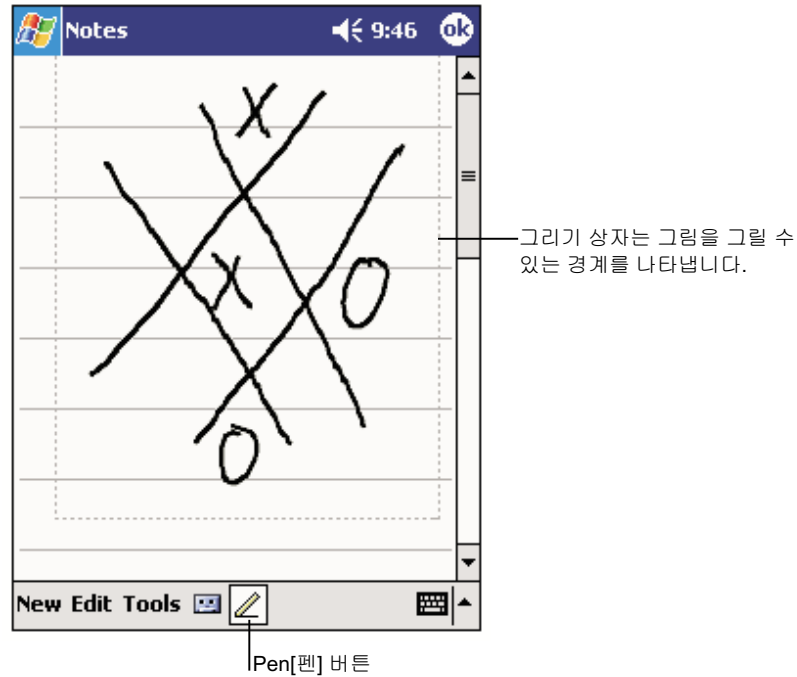 Notes 9:46 ok
X
X
O
O
그리기 상자는 그림을 그릴 수
있는 경계를 나타냅니다.
New Edit Tools
Pen[펜] 버튼